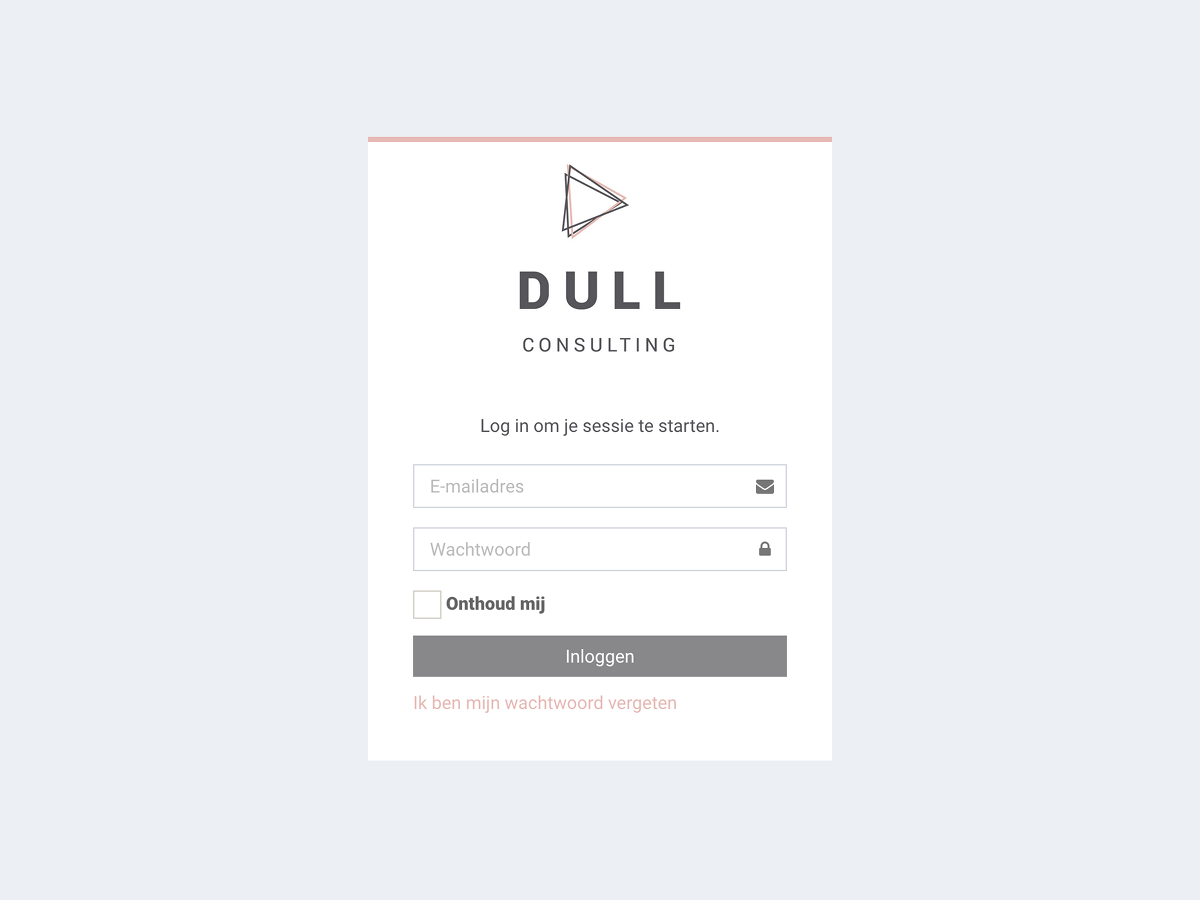 DULL
CONSULTING
Log in om je sessie te starten.
E-mailadres
Wachtwoord
Onthoud mij
Inloggen
Ik ben mijn wachtwoord vergeten